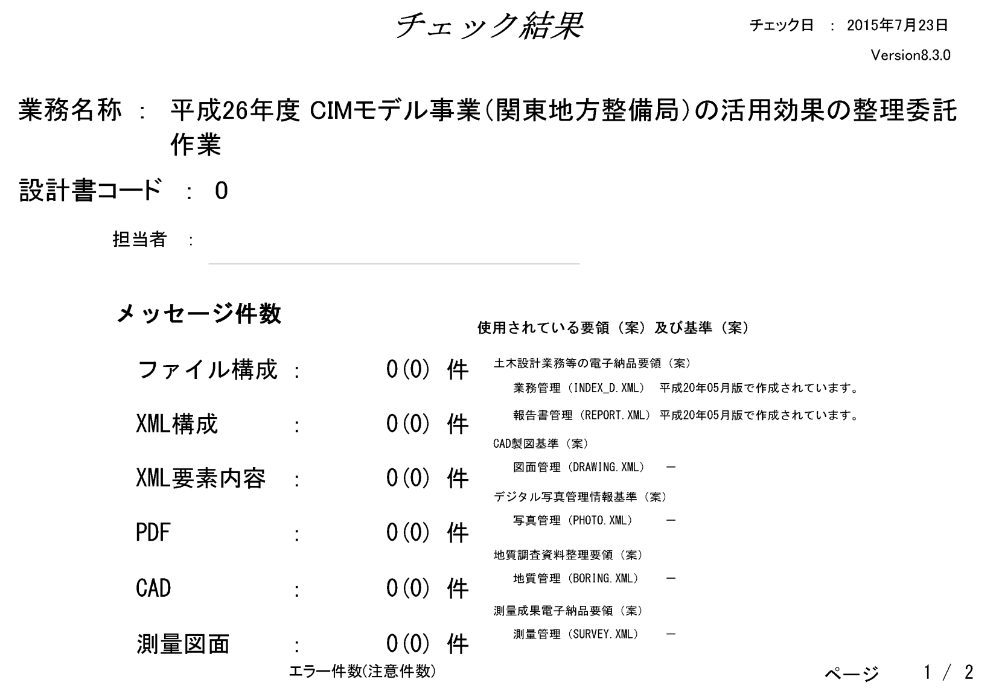 チェック結果
チェック日 : 2015年7月23日
Version8.3.0
業務名称 : 平成26年度 CIMモデル事業(関東地方整備局)の活用効果の整理委託
作業
設計書コード : 0
担当者 :
メッセージ件数
ファイル構成 : 0(0) 件
XML構成 : 0(0) 件
XML要素内容 : 0(0) 件
PDF : 0(0) 件
CAD : 0(0) 件
測量図面 : 0(0) 件
エラー件数(注意件数)
使用されている要領（案）及び基準（案）
土木設計業務等の電子納品要領（案）
業務管理（INDEX_D.XML） 平成20年05月版で作成されています。
報告書管理（REPORT.XML） 平成20年05月版で作成されています。
CAD製図基準（案）
図面管理（DRAWING.XML） －
デジタル写真管理情報基準（案）
写真管理（PHOTO.XML） －
地質調査資料整理要領（案）
地質管理（BORING.XML） －
測量成果電子納品要領（案）
測量管理（SURVEY.XML） －
ページ 1 / 2